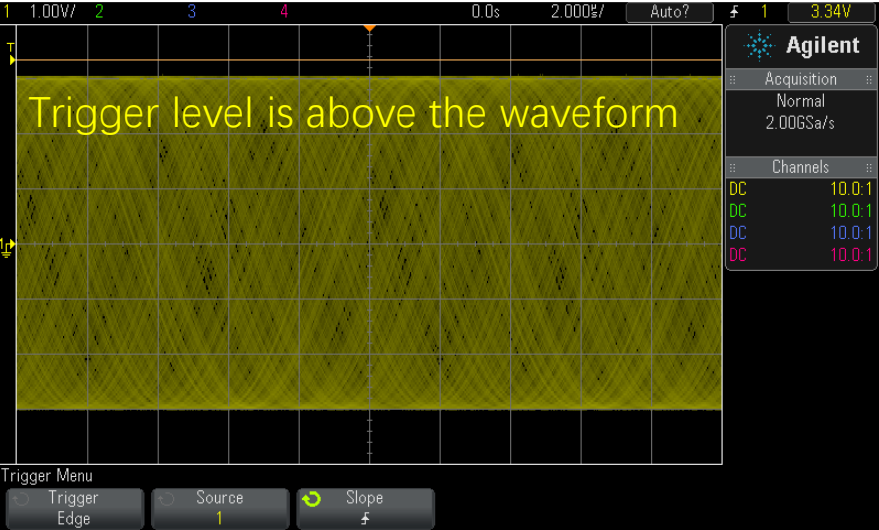 1 1.00V/ 2 3 4 0.0s 2.000㎲/ Auto? 1 3.34V
T
Agilent
Acquisition
Normal
2.00GSa/s
Trigger level is above the waveform
Channels
DC 10.0:1
DC 10.0:1
DC 10.0:1
DC 10.0:1
1
Trigger Menu
Trigger
Edge
Source
1
Slope